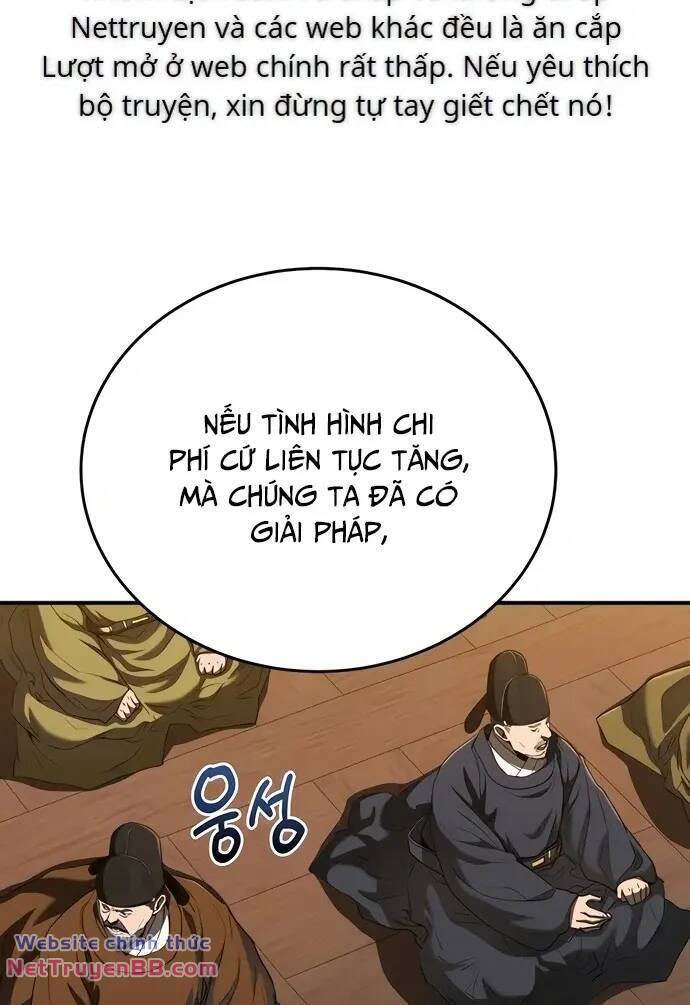 Nettruyen và các web khác đều là ăn cắp
Lượt mở ở web chính rất thấp. Nếu yêu thích
bộ truyện, xin đừng tự tay giết chết nó!
NẾU TÌNH HÌNH CHI
PHÍ CỨ LIÊN TỤC TĂNG,
MÀ CHÚNG TA ĐÃ CÓ
GIẢI PHÁP,
웅성
Website chính thức
NetTruyenBB.com